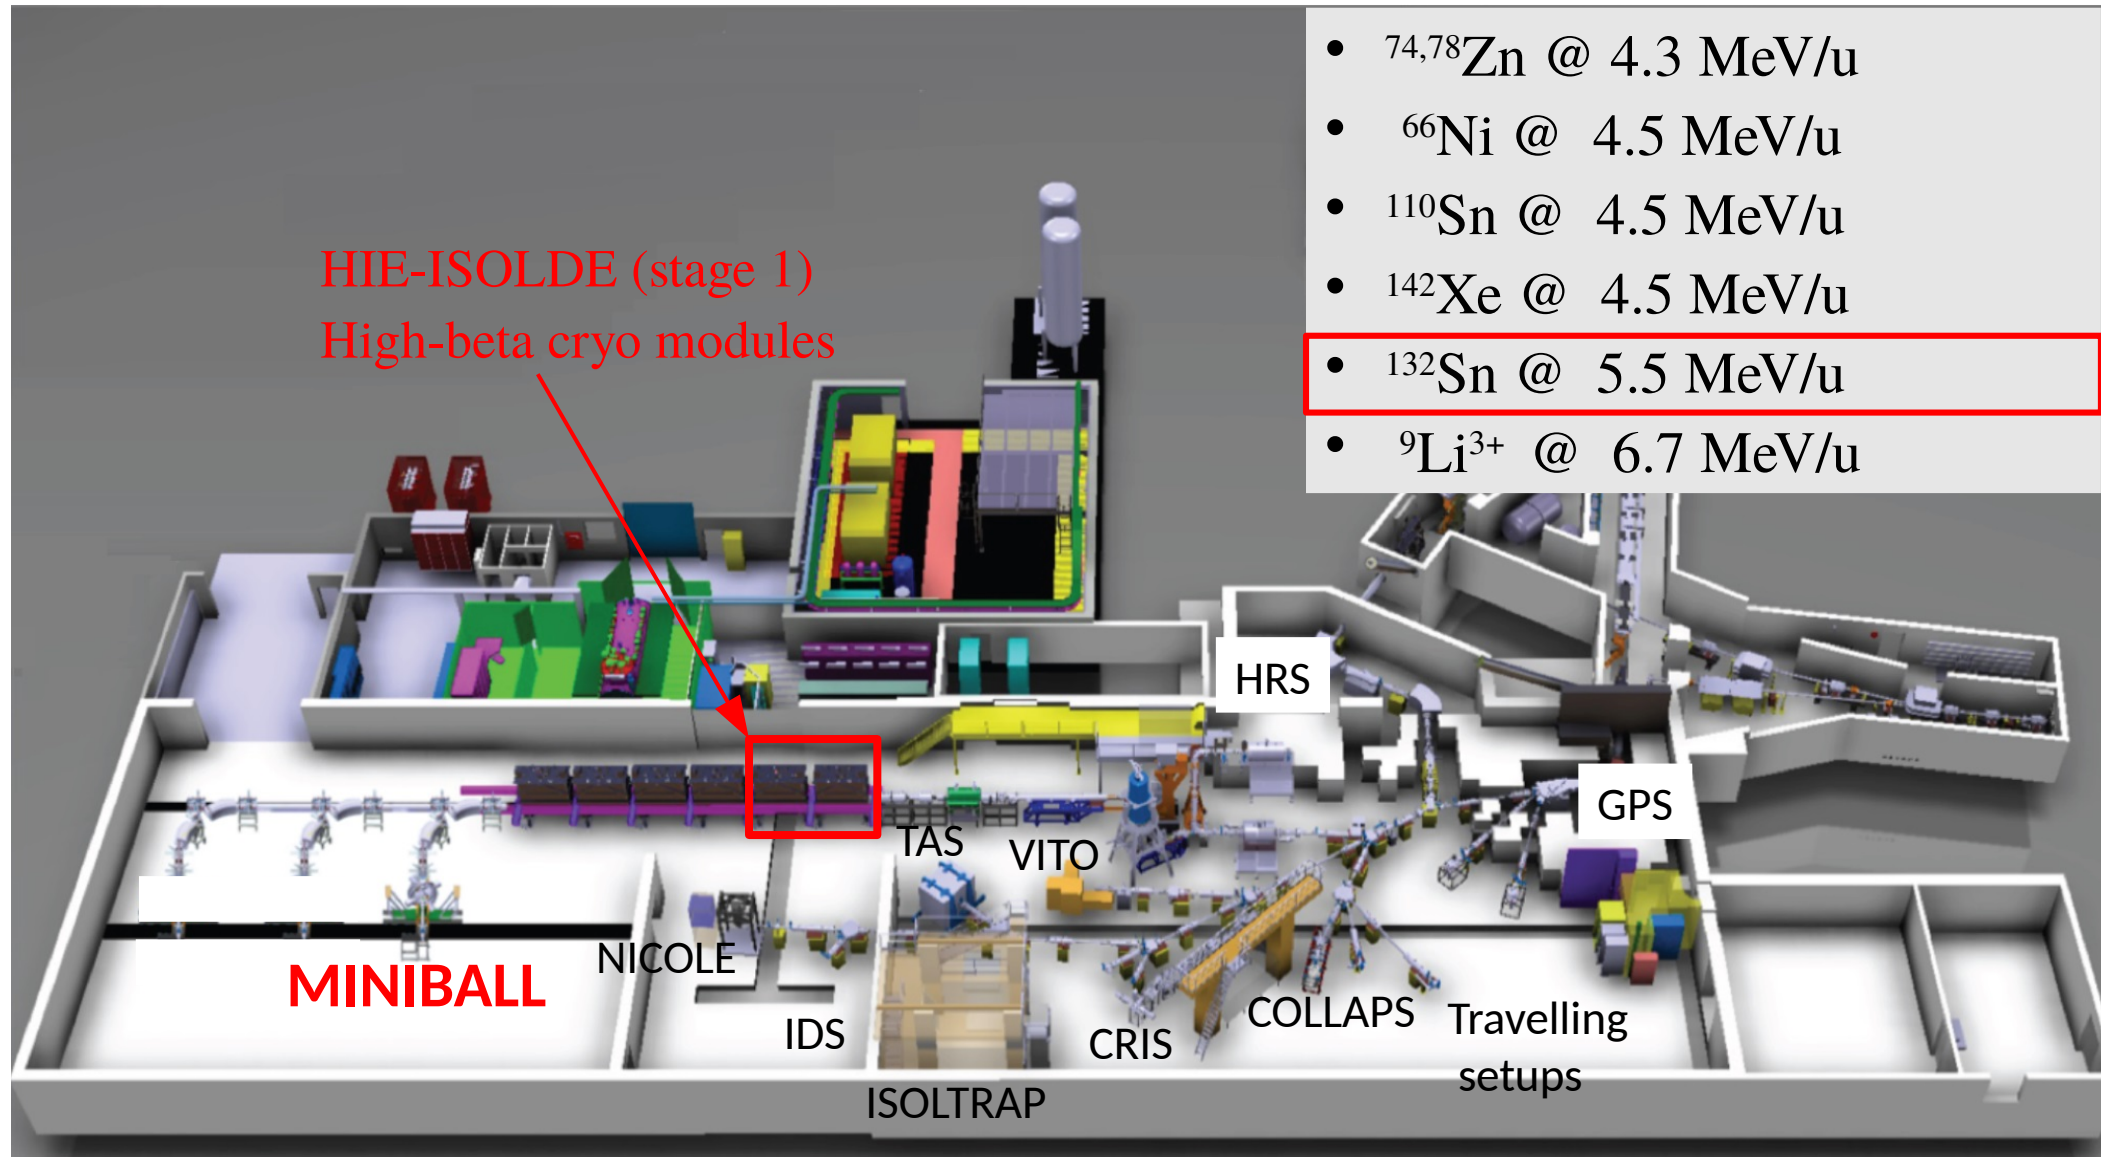 • ⁷⁴,⁷⁸Zn @ 4.3 MeV/u
• ⁶⁶Ni @ 4.5 MeV/u
• ¹¹⁰Sn @ 4.5 MeV/u
• ¹⁴²Xe @ 4.5 MeV/u
• ¹³²Sn @ 5.5 MeV/u
• ⁹Li³⁺ @ 6.7 MeV/u
HIE-ISOLDE (stage 1)
High-beta cryo modules
HRS
GPS
TAS
VITO
NICOLE
MINIBALL
IDS
CRIS
COLLAPS
Travelling
setups
ISOLTRAP